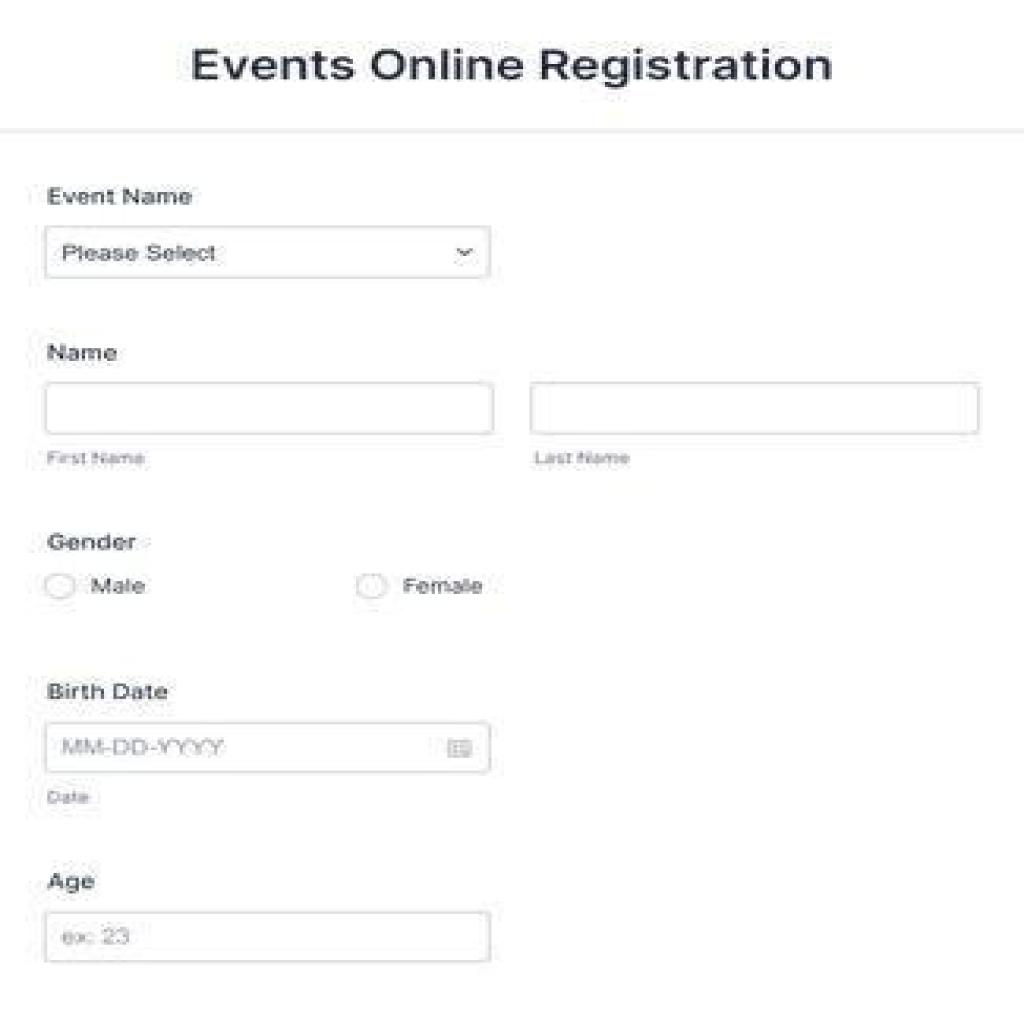 Events Online Registration
Event Name
Please Select
Name
First Name
Last Name
Gender
Male
Female
Birth Date
MM-DD-YYYY
Date
Age
ex: 23